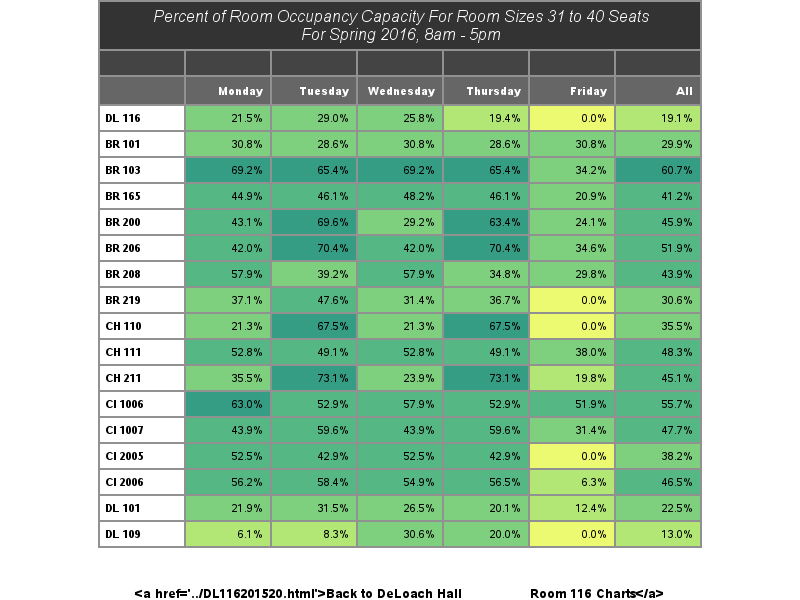 Percent of Room Occupancy Capacity For Room Sizes 31 to 40 Seats
For Spring 2016, 8am - 5pm
Monday Tuesday Wednesday Thursday Friday All
DL 116 21.5% 29.0% 25.8% 19.4% 0.0% 19.1%
BR 101 30.8% 28.6% 30.8% 28.6% 30.8% 29.9%
BR 103 69.2% 65.4% 69.2% 65.4% 34.2% 60.7%
BR 165 44.9% 46.1% 48.2% 46.1% 20.9% 41.2%
BR 200 43.1% 69.6% 29.2% 63.4% 24.1% 45.9%
BR 206 42.0% 70.4% 42.0% 70.4% 34.6% 51.9%
BR 208 57.9% 39.2% 57.9% 34.8% 29.8% 43.9%
BR 219 37.1% 47.6% 31.4% 36.7% 0.0% 30.6%
CH 110 21.3% 67.5% 21.3% 67.5% 0.0% 35.5%
CH 111 52.8% 49.1% 52.8% 49.1% 38.0% 48.3%
CH 211 35.5% 73.1% 23.9% 73.1% 19.8% 45.1%
CI 1006 63.0% 52.9% 57.9% 52.9% 51.9% 55.7%
CI 1007 43.9% 59.6% 43.9% 59.6% 31.4% 47.7%
CI 2005 52.5% 42.9% 52.5% 42.9% 0.0% 38.2%
CI 2006 56.2% 58.4% 54.9% 56.5% 6.3% 46.5%
DL 101 21.9% 31.5% 26.5% 20.1% 12.4% 22.5%
DL 109 6.1% 8.3% 30.6% 20.0% 0.0% 13.0%
<a href='../DL116201520.html'>Back to DeLoach Hall Room 116 Charts</a>